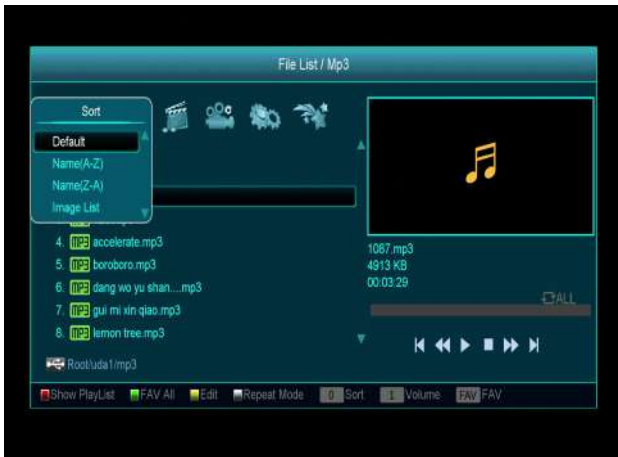 File List / Mp3
Sort
Default
Name(A-Z)
Name(Z-A)
Image List
4. MP3 accelerate.mp3
5. MP3 boroboro.mp3
6. MP3 dang wo yu shan....mp3
7. MP3 gui mi xin qiao.mp3
8. MP3 lemon tree.mp3
Root/uda1/mp3
1087.mp3
4913 KB
00:03:29
ALL
Show PlayList FAV All Edit Repeat Mode 0 Sort 1 Volume FAV FAV